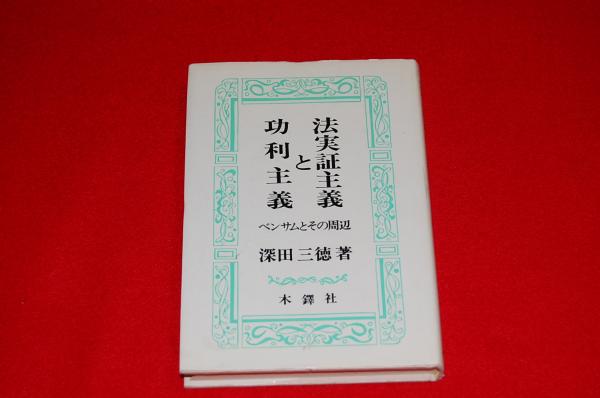 法実証主義
と
功利主義
ベンサムとその周辺
深田三徳著
木鐸社